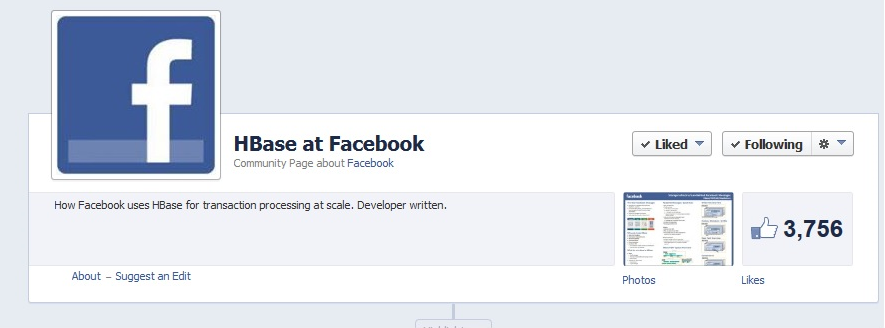 f
HBase at Facebook
Community Page about Facebook
Liked
Following
How Facebook uses HBase for transaction processing at scale. Developer written.
3,756
About – Suggest an Edit
Photos
Likes